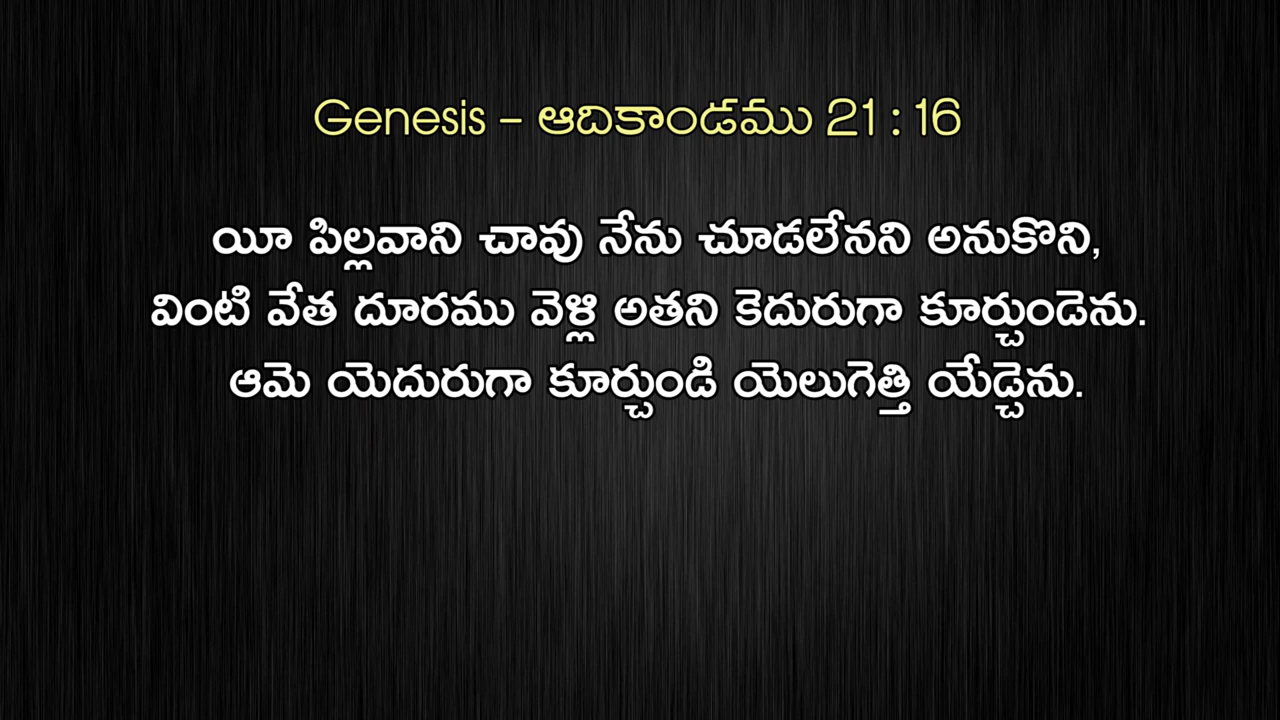 Genesis – ఆదికాండము 21 : 16
యీ పిల్లవాని చావు నేను చూడలేనని అనుకొని,
వింటి వేత దూరము వెళ్లి అతని కెదురుగా కూర్చుండెను.
ఆమె యెదురుగా కూర్చుండి యెలుగెత్తి యేడ్చెను.